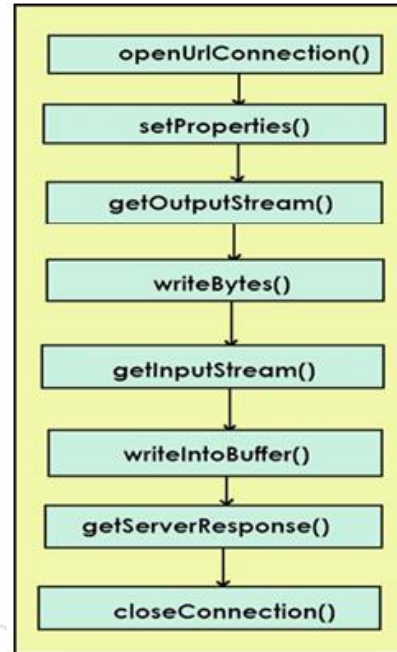 openUrlConnection()
setProperties()
getOutputStream()
writeBytes()
getInputStream()
writeIntoBuffer()
getServerResponse()
closeConnection()